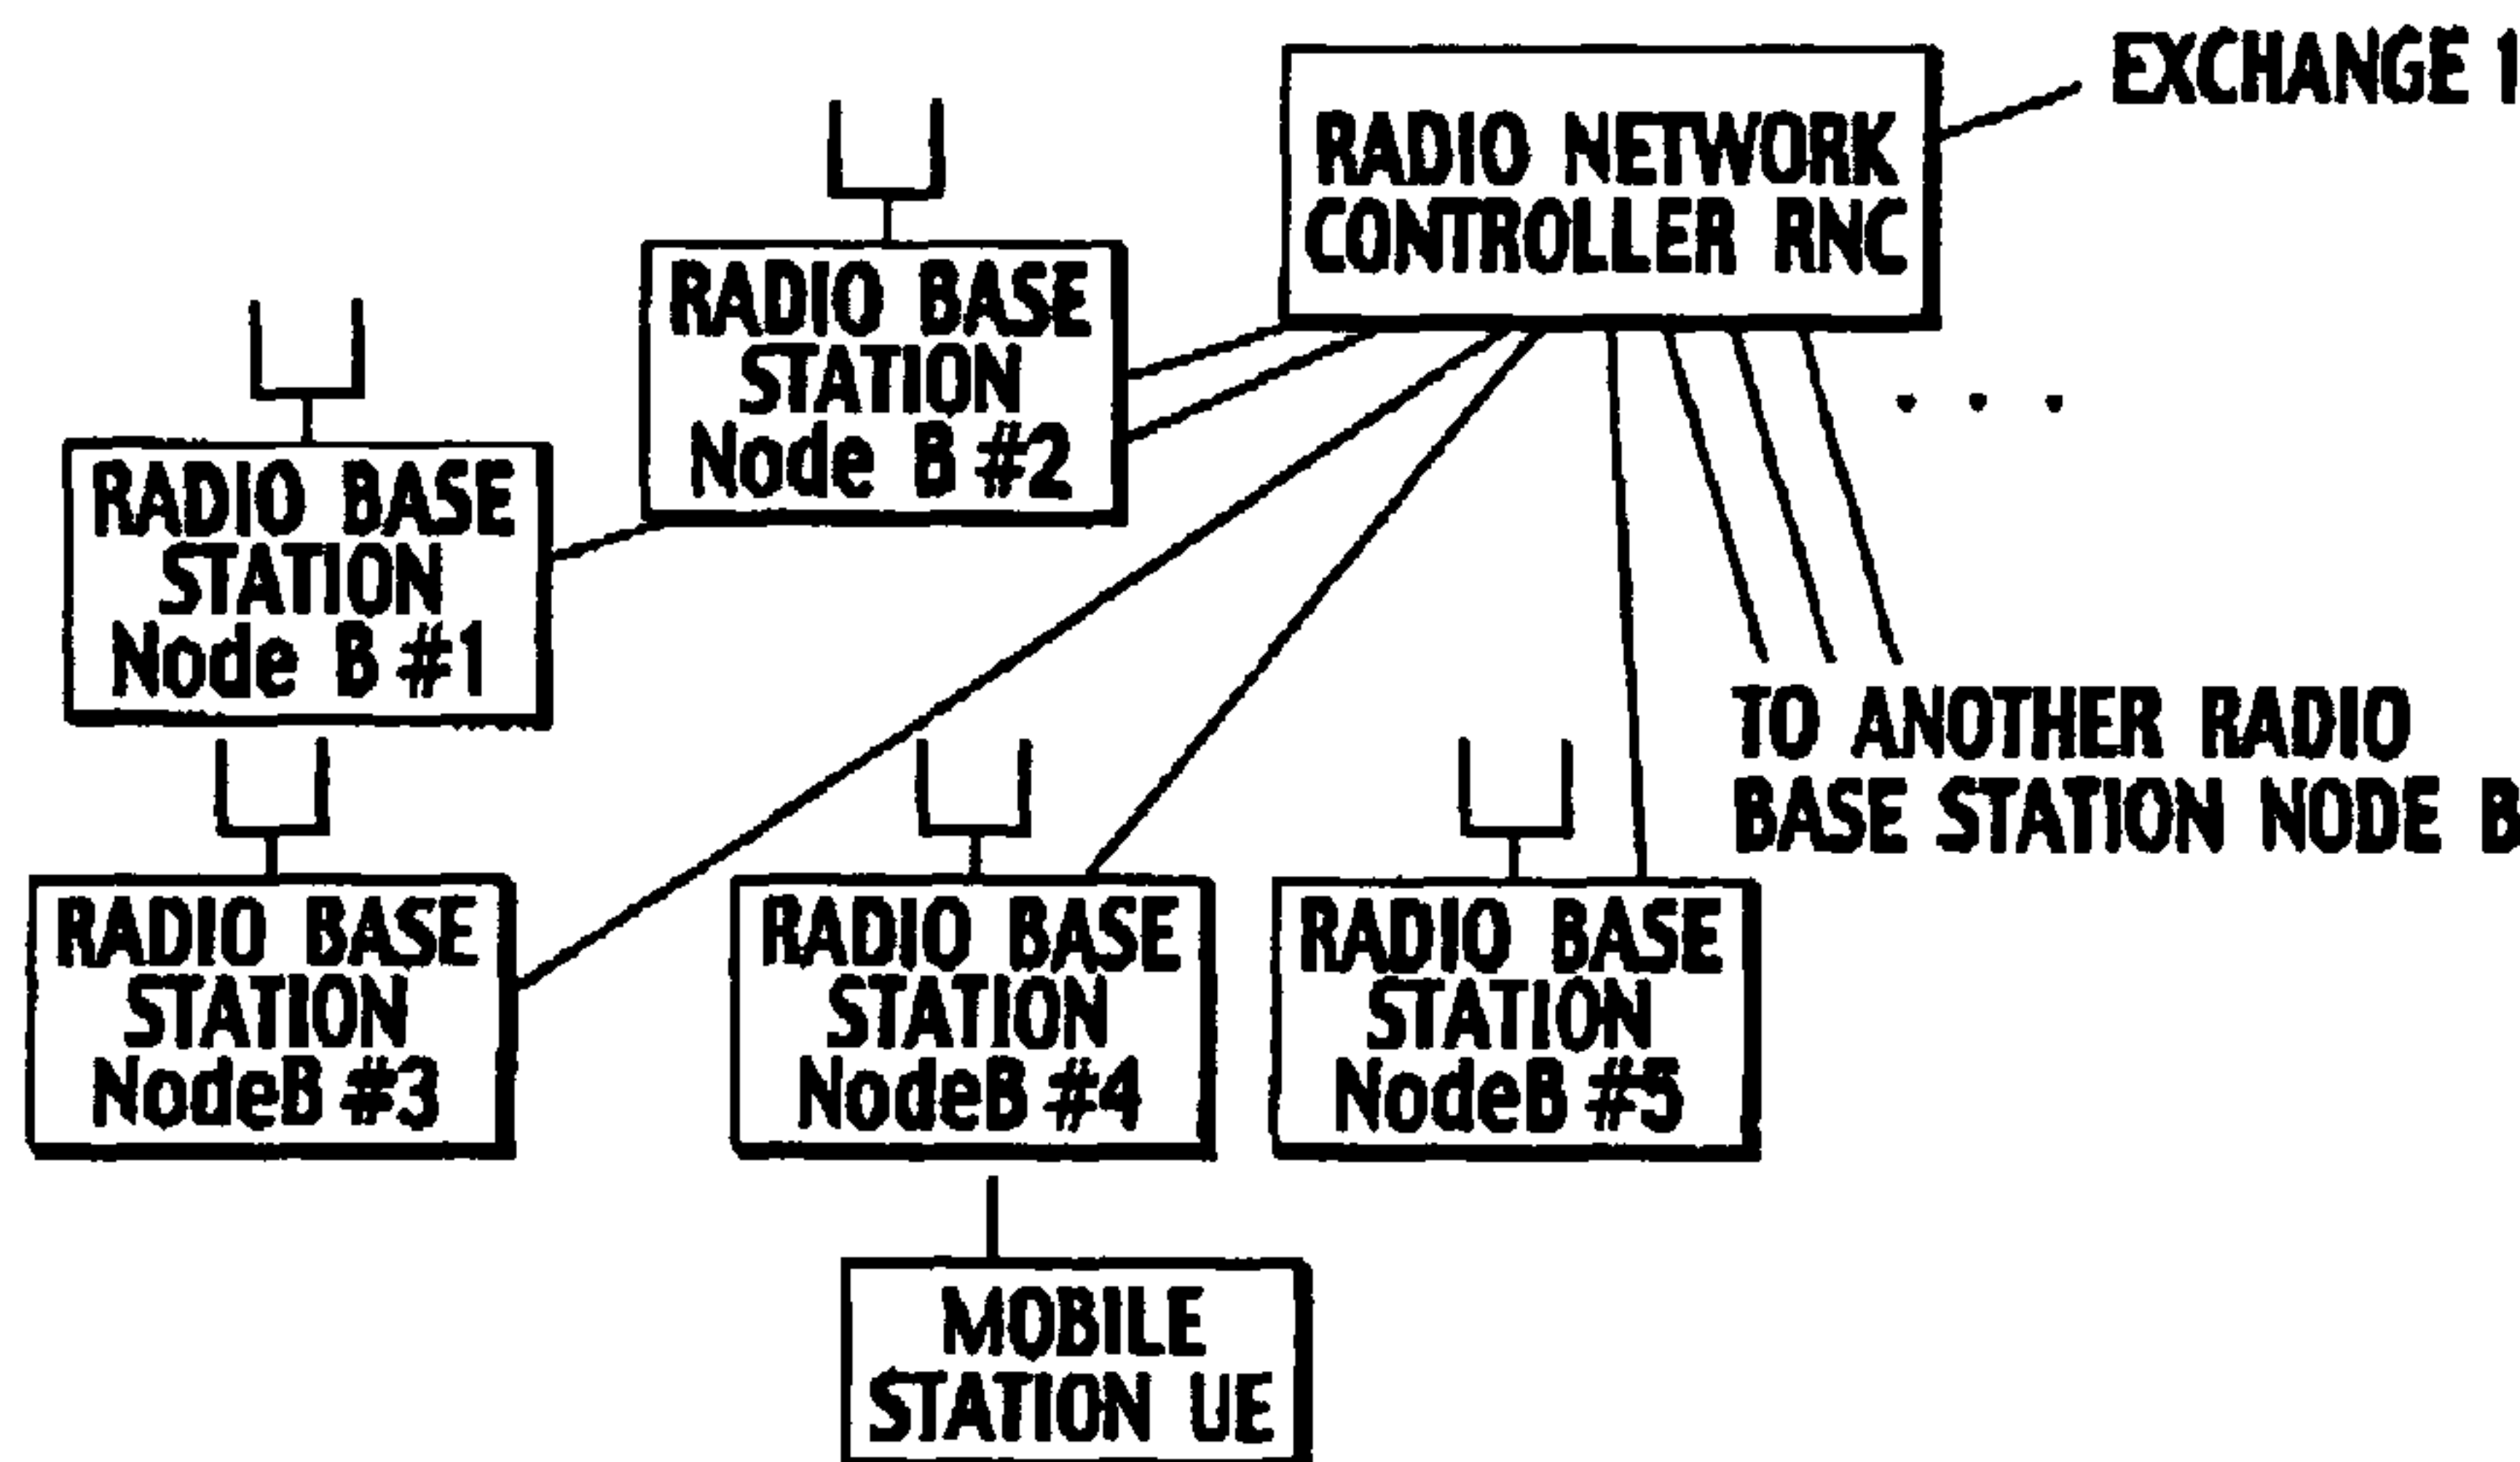 EXCHANGE 1
RADIO NETWORK
CONTROLLER RNC
RADIO BASE
STATION
Node B #2
RADIO BASE
STATION
Node B #1
TO ANOTHER RADIO
BASE STATION NODE B
RADIO BASE
STATION
NodeB #3
RADIO BASE
STATION
NodeB #4
RADIO BASE
STATION
NodeB #5
MOBILE
STATION UE